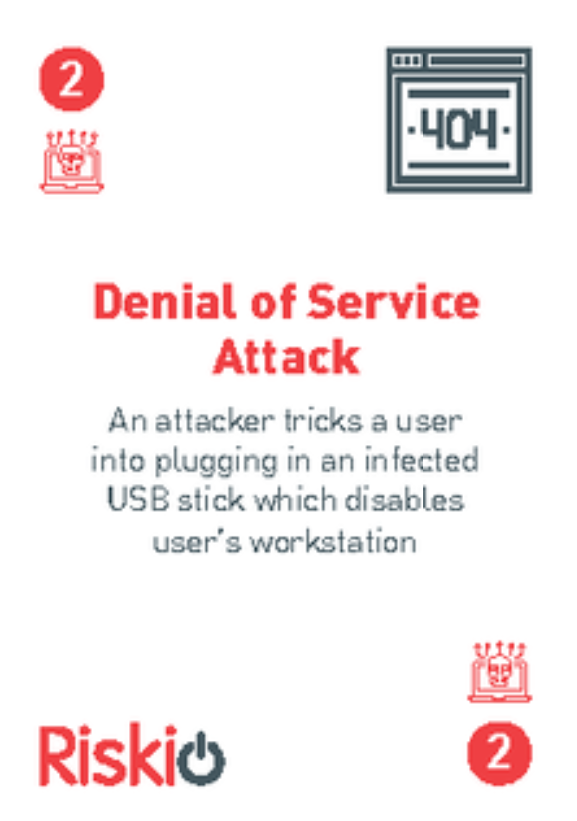 2
404
Denial of Service
Attack
An attacker tricks a user
into plugging in an infected
USB stick which disables
user's workstation
Riskio
2